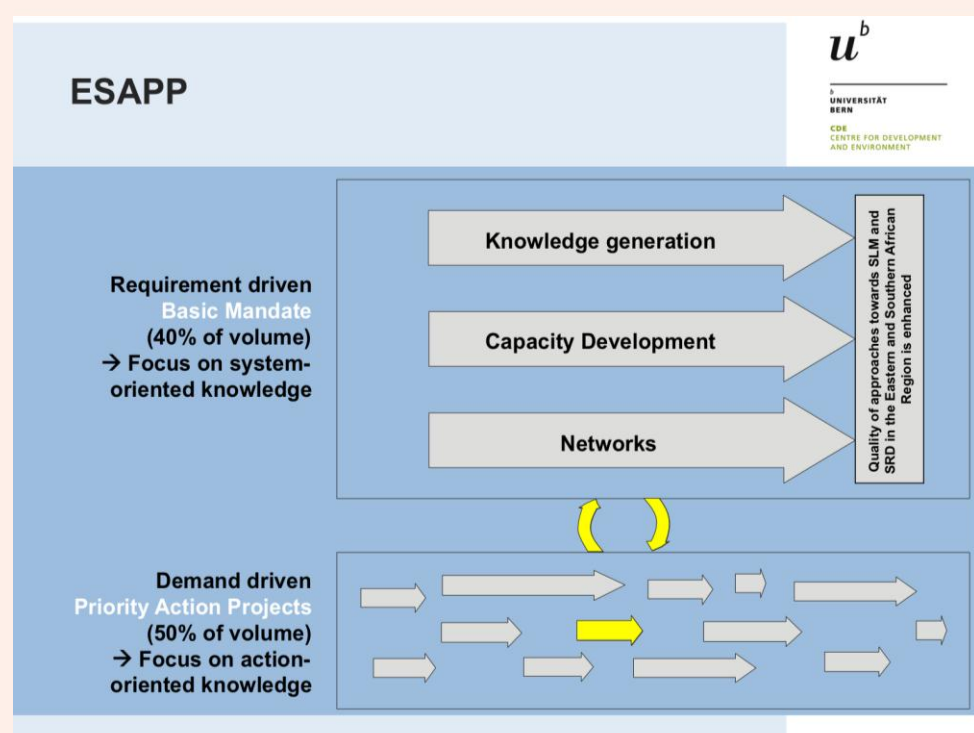 ESAPP
u
b
b
UNIVERSITÄT
BERN
CDE
CENTRE FOR DEVELOPMENT
AND ENVIRONMENT
Requirement driven
Basic Mandate
(40% of volume)
→ Focus on system-
oriented knowledge
Knowledge generation
Capacity Development
Networks
Quality of approaches towards SLM and
SRD in the Eastern and Southern African
Region is enhanced
Demand driven
Priority Action Projects
(50% of volume)
→ Focus on action-
oriented knowledge